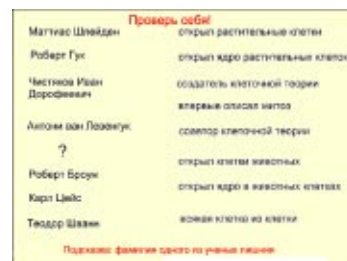 Проверь себя!
Маттиас Шлейден
открыл растительные клетки
Роберт Гук
открыл ядро растительных клеток
Чистяков Иван
Дорофеевич
создатель клеточной теории
впервые описал митоз
Антони ван Левенгук
соавтор клеточной теории
?
открыл клетки животных
Роберт Броун
открыл ядро в животных клетках
Карл Цейс
Теодор Шванн
всякая клетка из клетки
Подсказка: фамилия одного из ученых лишняя